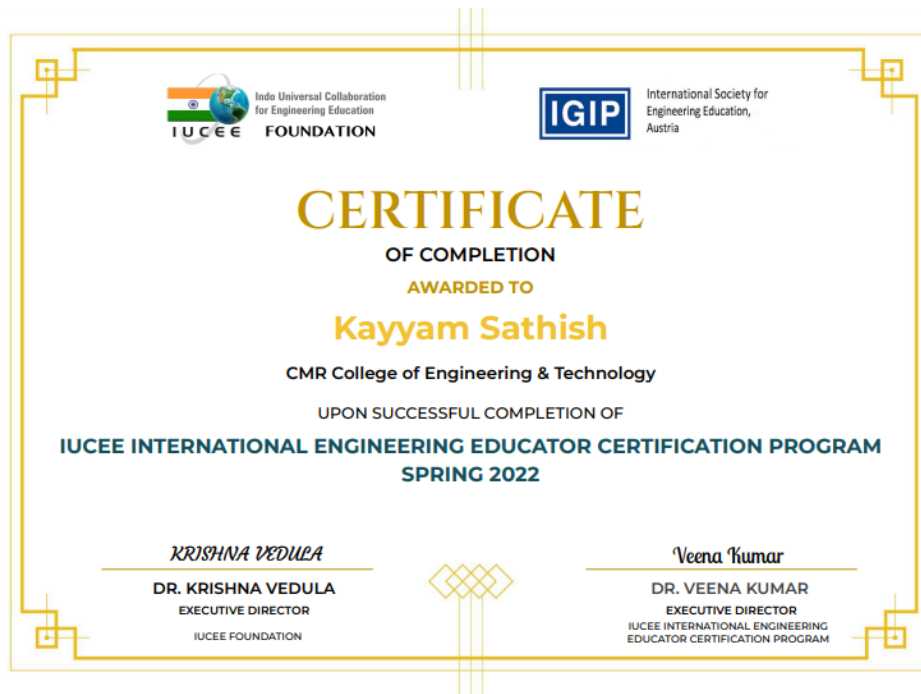 Indo Universal Collaboration
for Engineering Education
IUCEE FOUNDATION
IGIP
International Society for
Engineering Education,
Austria
CERTIFICATE
OF COMPLETION
AWARDED TO
Kayyam Sathish
CMR College of Engineering & Technology
UPON SUCCESSFUL COMPLETION OF
IUCEE INTERNATIONAL ENGINEERING EDUCATOR CERTIFICATION PROGRAM
SPRING 2022
KRISHNA VEDULA
DR. KRISHNA VEDULA
EXECUTIVE DIRECTOR
IUCEE FOUNDATION
Veena Kumar
DR. VEENA KUMAR
EXECUTIVE DIRECTOR
IUCEE INTERNATIONAL ENGINEERING
EDUCATOR CERTIFICATION PROGRAM